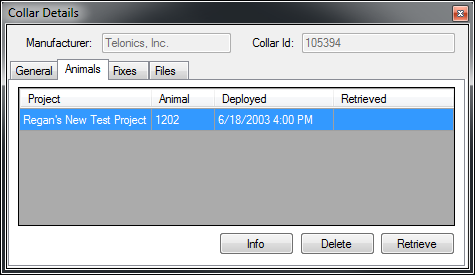 Collar Details
Manufacturer: Telonics, Inc. Collar Id: 105394
General Animals Fixes Files
Project Animal Deployed Retrieved
Regan's New Test Project 1202 6/18/2003 4:00 PM
Info Delete Retrieve